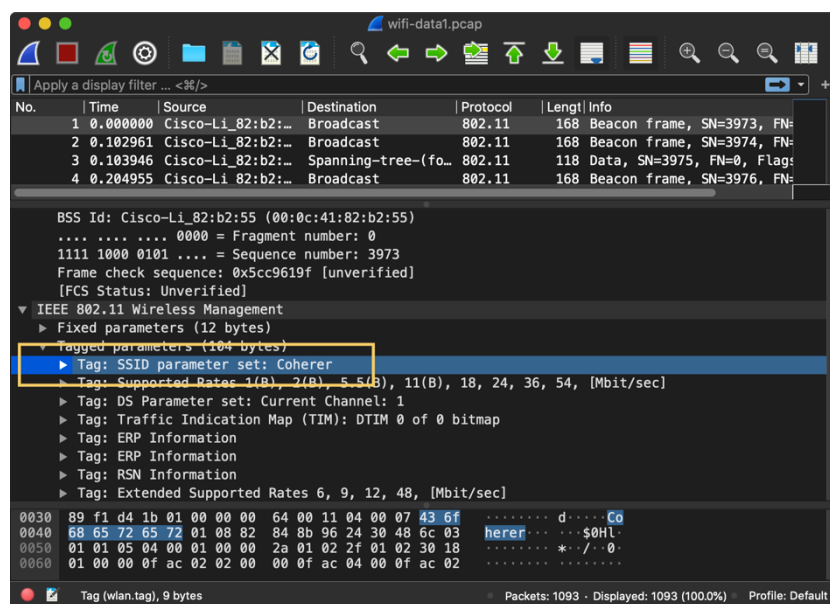 wifi-data1.pcap
Apply a display filter ... <⌘/>
No. Time Source Destination Protocol Lengt Info
1 0.000000 Cisco-Li_82:b2:… Broadcast 802.11 168 Beacon frame, SN=3973, FN=
2 0.102961 Cisco-Li_82:b2:… Broadcast 802.11 168 Beacon frame, SN=3974, FN=
3 0.103946 Cisco-Li_82:b2:… Spanning-tree-(fo… 802.11 118 Data, SN=3975, FN=0, Flags
4 0.204955 Cisco-Li_82:b2:… Broadcast 802.11 168 Beacon frame, SN=3976, FN=
BSS Id: Cisco-Li_82:b2:55 (00:0c:41:82:b2:55)
.... .... .... 0000 = Fragment number: 0
1111 1000 0101 .... = Sequence number: 3973
Frame check sequence: 0x5cc9619f [unverified]
[FCS Status: Unverified]
IEEE 802.11 Wireless Management
Fixed parameters (12 bytes)
Tagged parameters (104 bytes)
Tag: SSID parameter set: Coherer
Tag: Supported Rates 1(B), 2(B), 5.5(B), 11(B), 18, 24, 36, 54, [Mbit/sec]
Tag: DS Parameter set: Current Channel: 1
Tag: Traffic Indication Map (TIM): DTIM 0 of 0 bitmap
Tag: ERP Information
Tag: ERP Information
Tag: RSN Information
Tag: Extended Supported Rates 6, 9, 12, 48, [Mbit/sec]
0030 89 f1 d4 1b 01 00 00 00 64 00 11 04 00 07 43 6f ········ d·····Co
0040 68 65 72 65 72 01 08 82 84 8b 96 24 30 48 6c 03 herer··· ···$0Hl·
0050 01 01 05 04 00 01 00 00 2a 01 02 2f 01 02 30 18 ········ *··/··0·
0060 01 00 00 0f ac 02 02 00 00 0f ac 04 00 0f ac 02 ········ ········
Tag (wlan.tag), 9 bytes Packets: 1093 · Displayed: 1093 (100.0%) Profile: Default